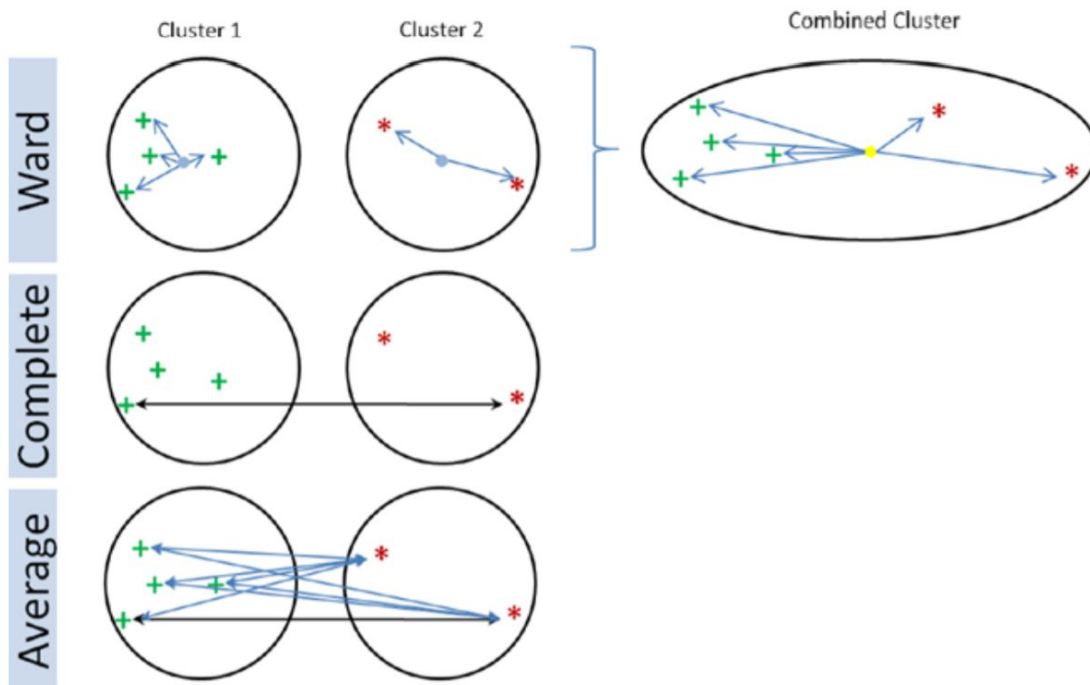 Cluster 1
Cluster 2
Combined Cluster
Ward
Complete
Average